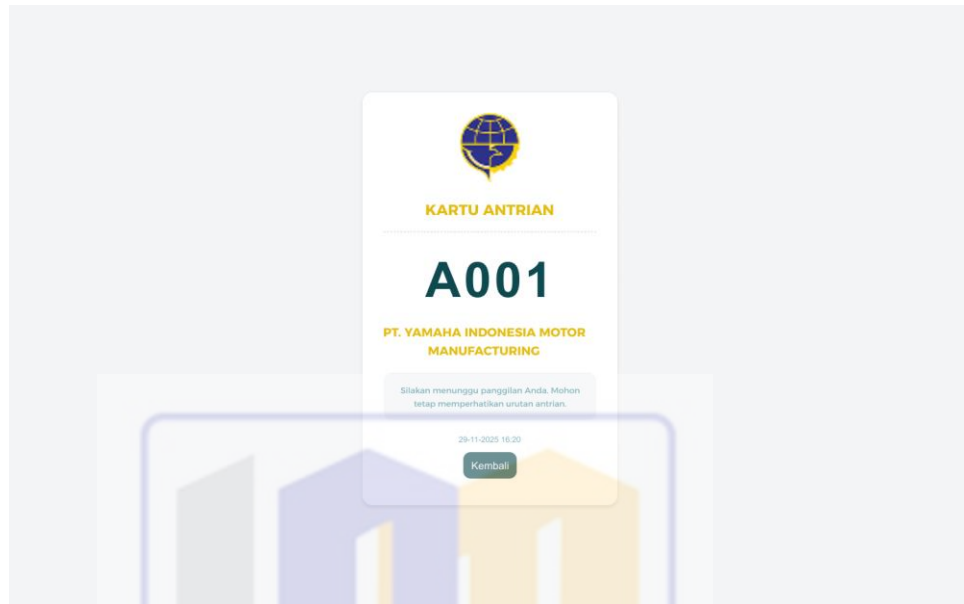 KARTU ANTRIAN
A001
PT. YAMAHA INDONESIA MOTOR
MANUFACTURING
Silakan menunggu panggilan Anda. Mohon
tetap memperhatikan urutan antrian.
29-11-2025 16:20
Kembali